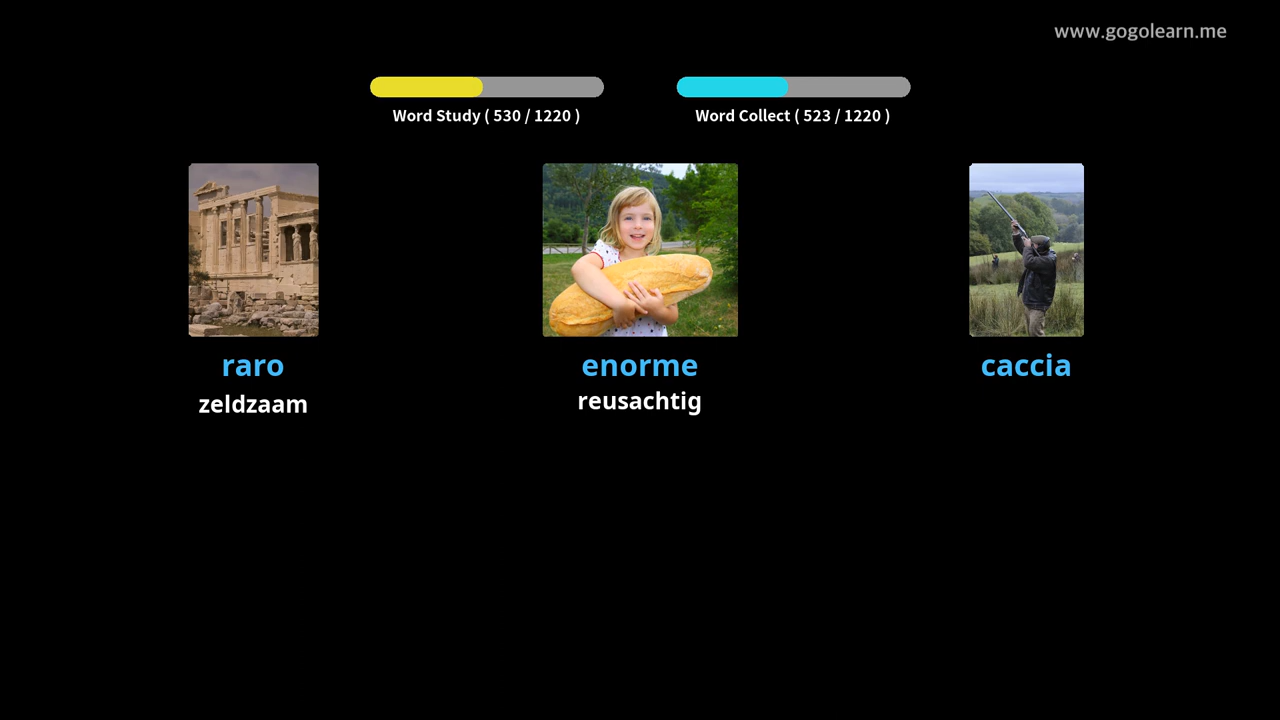 www.gogolearn.me
Word Study ( 530 / 1220 )
Word Collect ( 523 / 1220 )
raro
enorme
caccia
zeldzaam
reusachtig